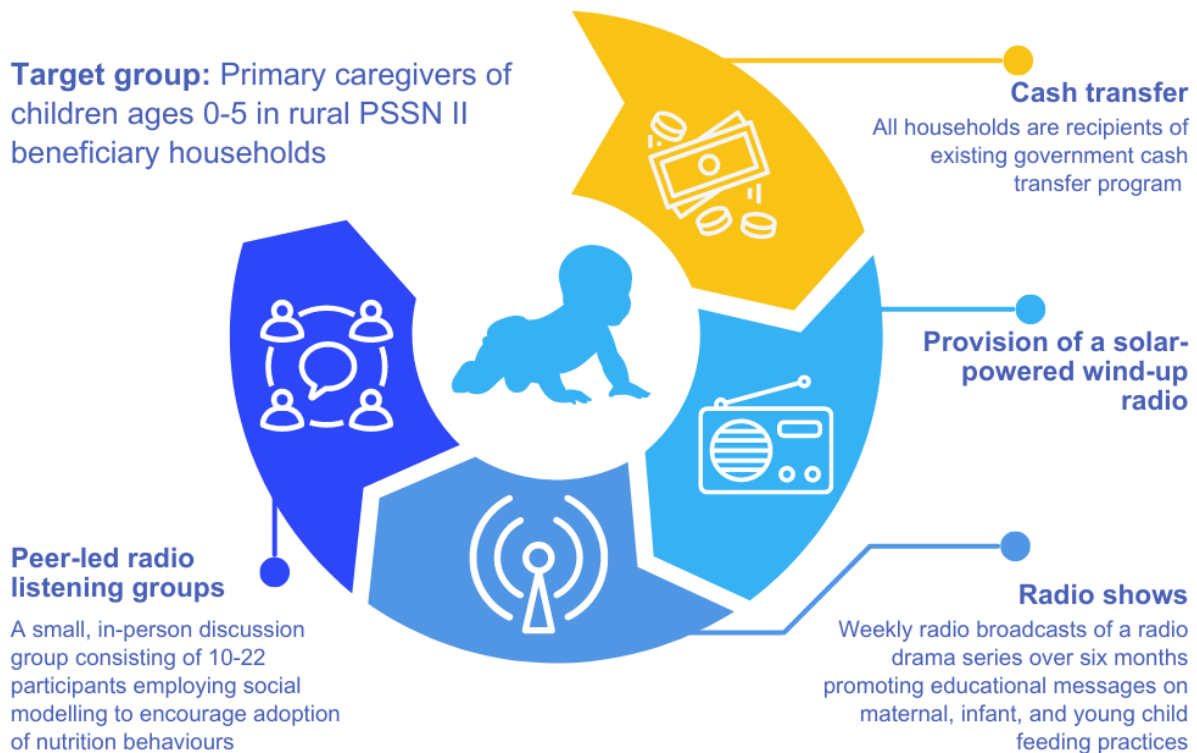 Target group: Primary caregivers of
children ages 0-5 in rural PSSN II
beneficiary households
Cash transfer
All households are recipients of
existing government cash
transfer program
Provision of a solar-
powered wind-up
radio
Radio shows
Weekly radio broadcasts of a radio
drama series over six months
promoting educational messages on
maternal, infant, and young child
feeding practices
Peer-led radio
listening groups
A small, in-person discussion
group consisting of 10-22
participants employing social
modelling to encourage adoption
of nutrition behaviours